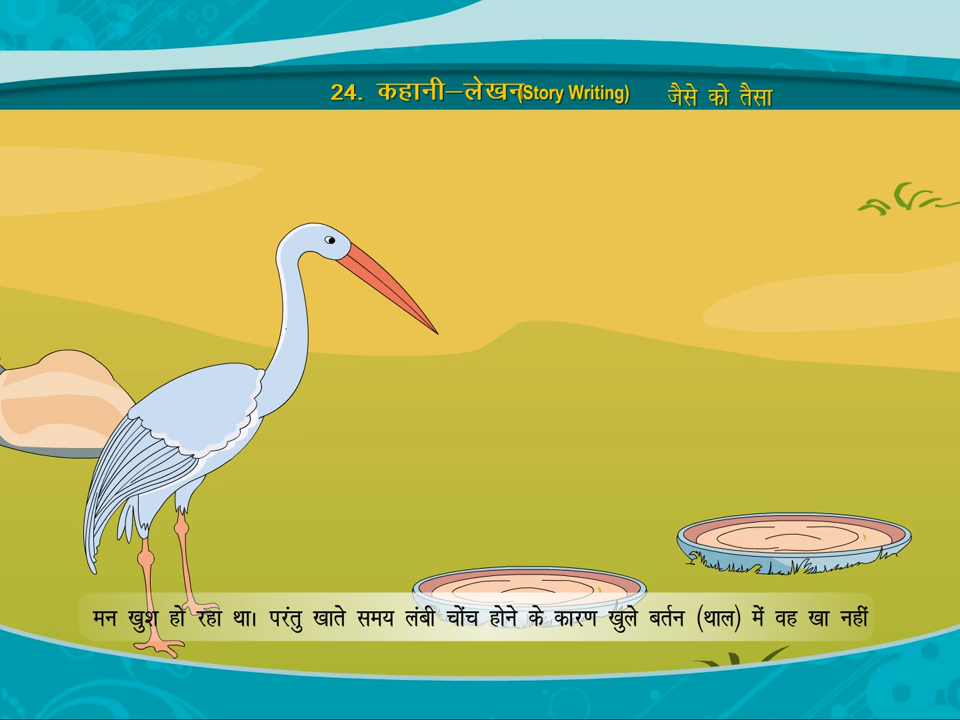 24. कहानी–लेखन(Story Writing) जैसे को तैसा
मन खुश हो रहा था। परंतु खाते समय लंबी चोंच होने के कारण खुले बर्तन (थाल) में वह खा नहीं